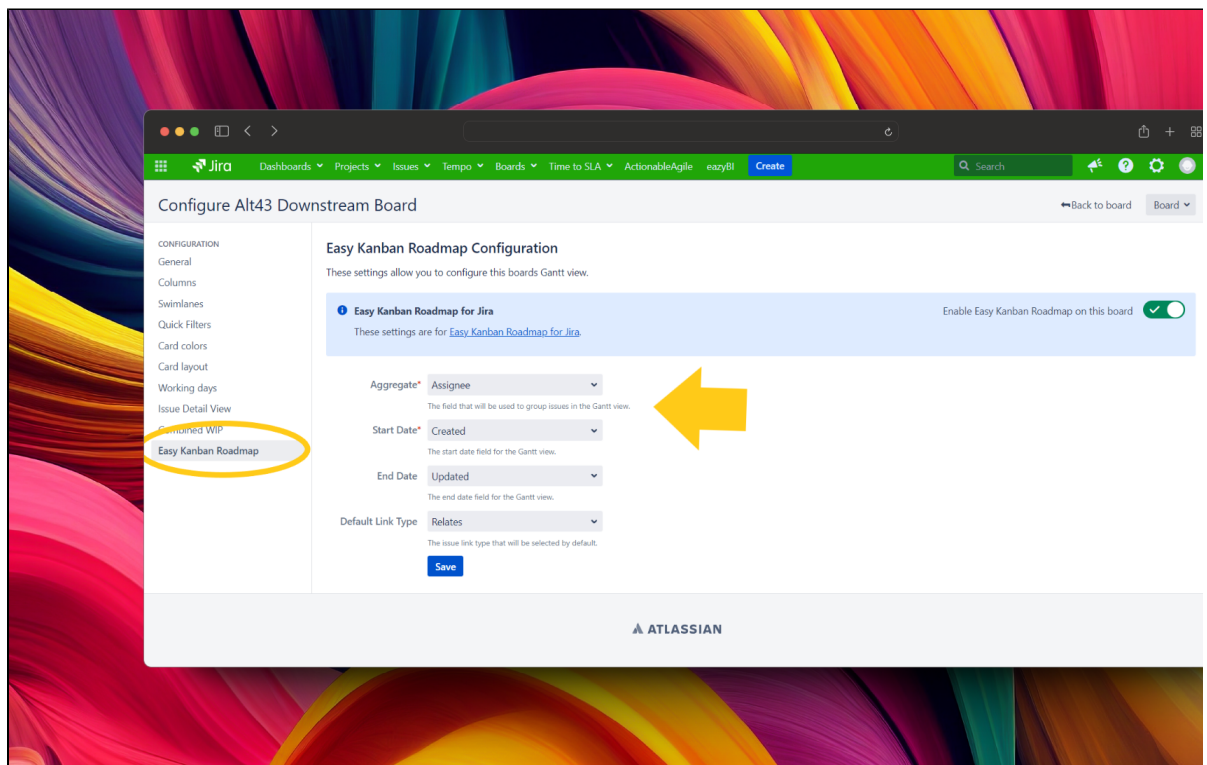 Jira Dashboards Projects Issues Tempo Boards Time to SLA ActionableAgile eazyBI Create Search
Configure Alt43 Downstream Board
Back to board
Board
CONFIGURATION
General
Columns
Swimlanes
Quick Filters
Card colors
Card layout
Working days
Issue Detail View
Combined WIP
Easy Kanban Roadmap
Easy Kanban Roadmap Configuration
These settings allow you to configure this boards Gantt view.
Easy Kanban Roadmap for Jira
These settings are for Easy Kanban Roadmap for Jira.
Enable Easy Kanban Roadmap on this board
Aggregate* Assignee
The field that will be used to group issues in the Gantt view.
Start Date* Created
The start date field for the Gantt view.
End Date Updated
The end date field for the Gantt view.
Default Link Type Relates
The issue link type that will be selected by default.
Save
ATLASSIAN